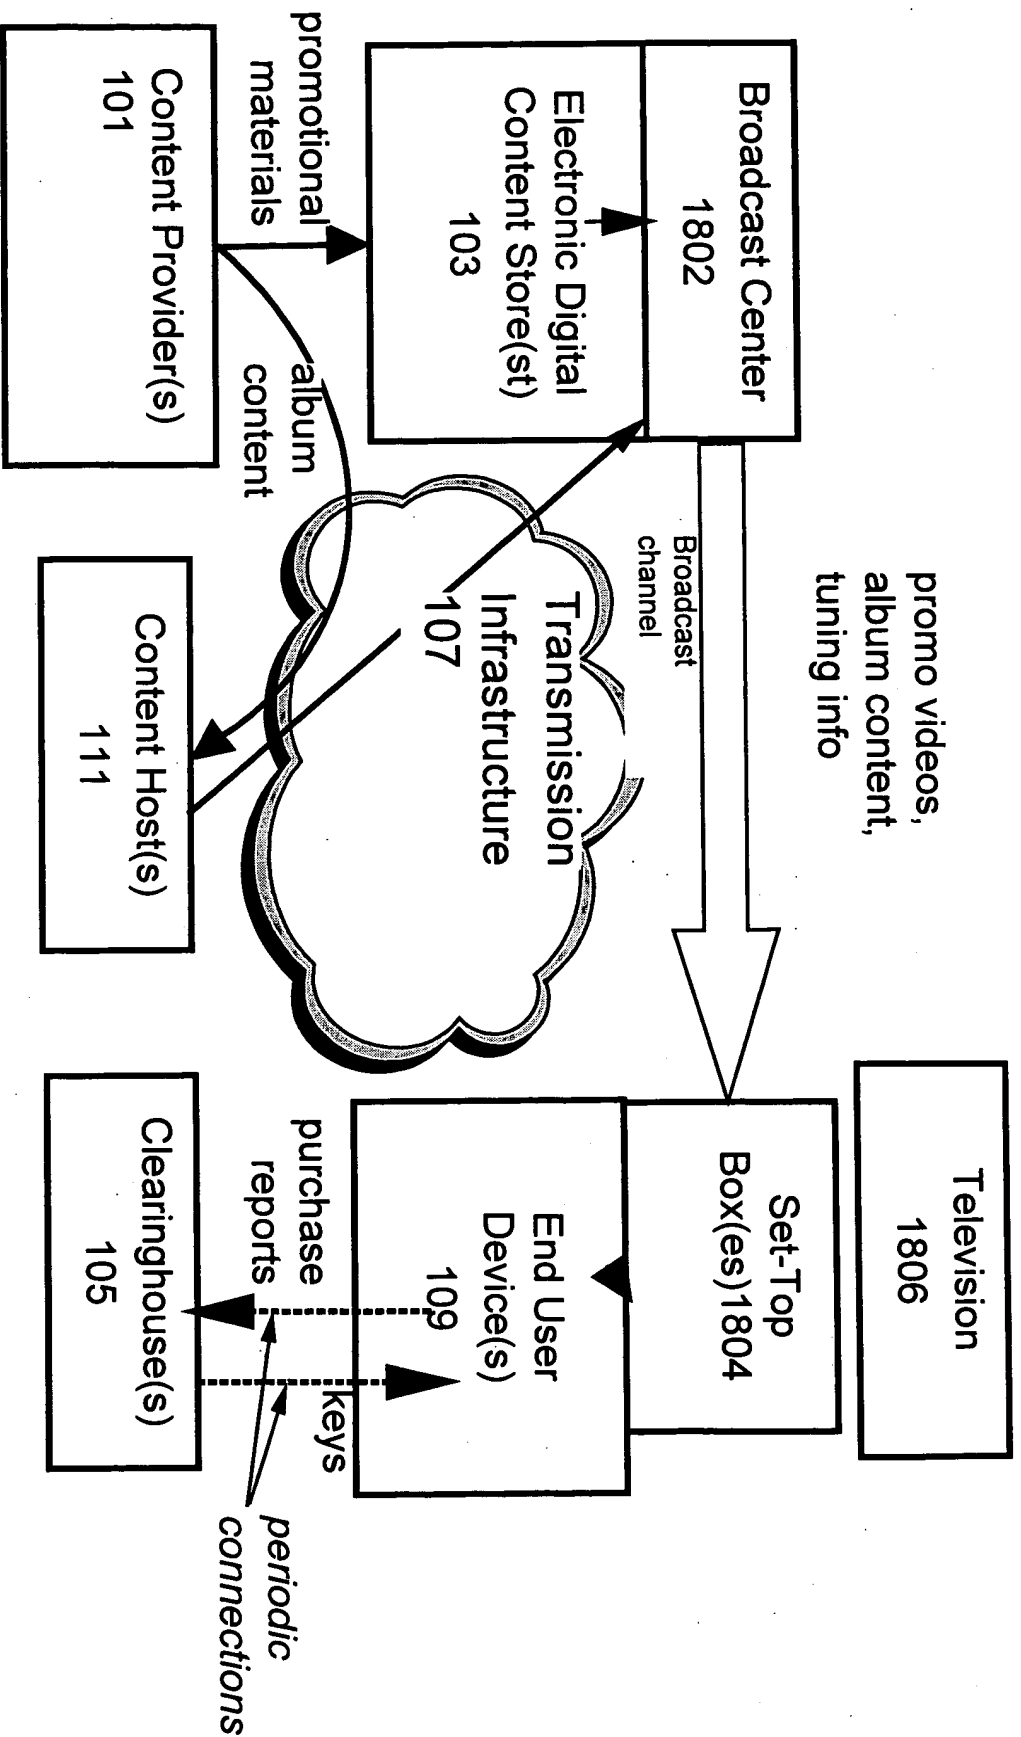 promo videos,
album content,
tuning info
Television
1806
Broadcast Center
1802
Broadcast
channel
Set-Top
Box(es)1804
Electronic Digital
Content Store(st)
103
Transmission
Infrastructure
107
End User
Device(s)
109
promotional
materials
album
content
purchase
reports
keys
periodic
connections
Content Provider(s)
101
Content Host(s)
111
Clearinghouse(s)
105